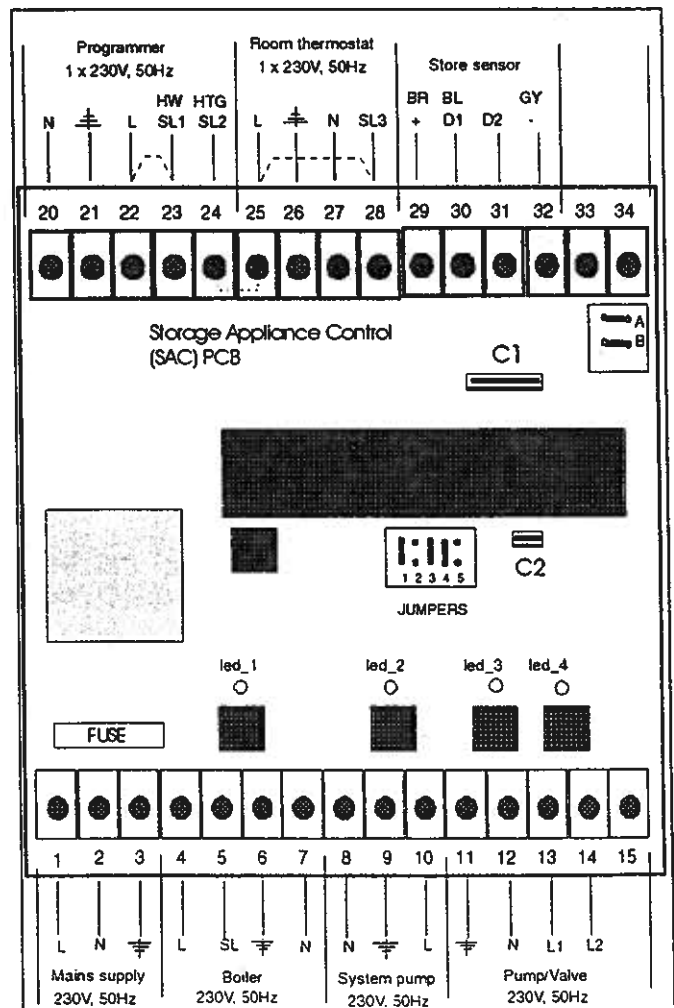 Programmer
1 x 230V, 50Hz
Room thermostat
1 x 230V, 50Hz
Store sensor
HW HTG
N L SL1 SL2
L N SL3
BR BL GY
+ D1 D2 -
20 21 22 23 24 25 26 27 28 29 30 31 32 33 34
Storage Appliance Control
(SAC) PCB
C1
A
B
C2
1 2 3 4 5
JUMPERS
led_1 led_2 led_3 led_4
FUSE
1 2 3 4 5 6 7 8 9 10 11 12 13 14 15
L N L SL N N L N L1 L2
Mains supply
230V, 50Hz
Boiler
230V, 50Hz
System pump
230V, 50Hz
Pump/Valve
230V, 50Hz